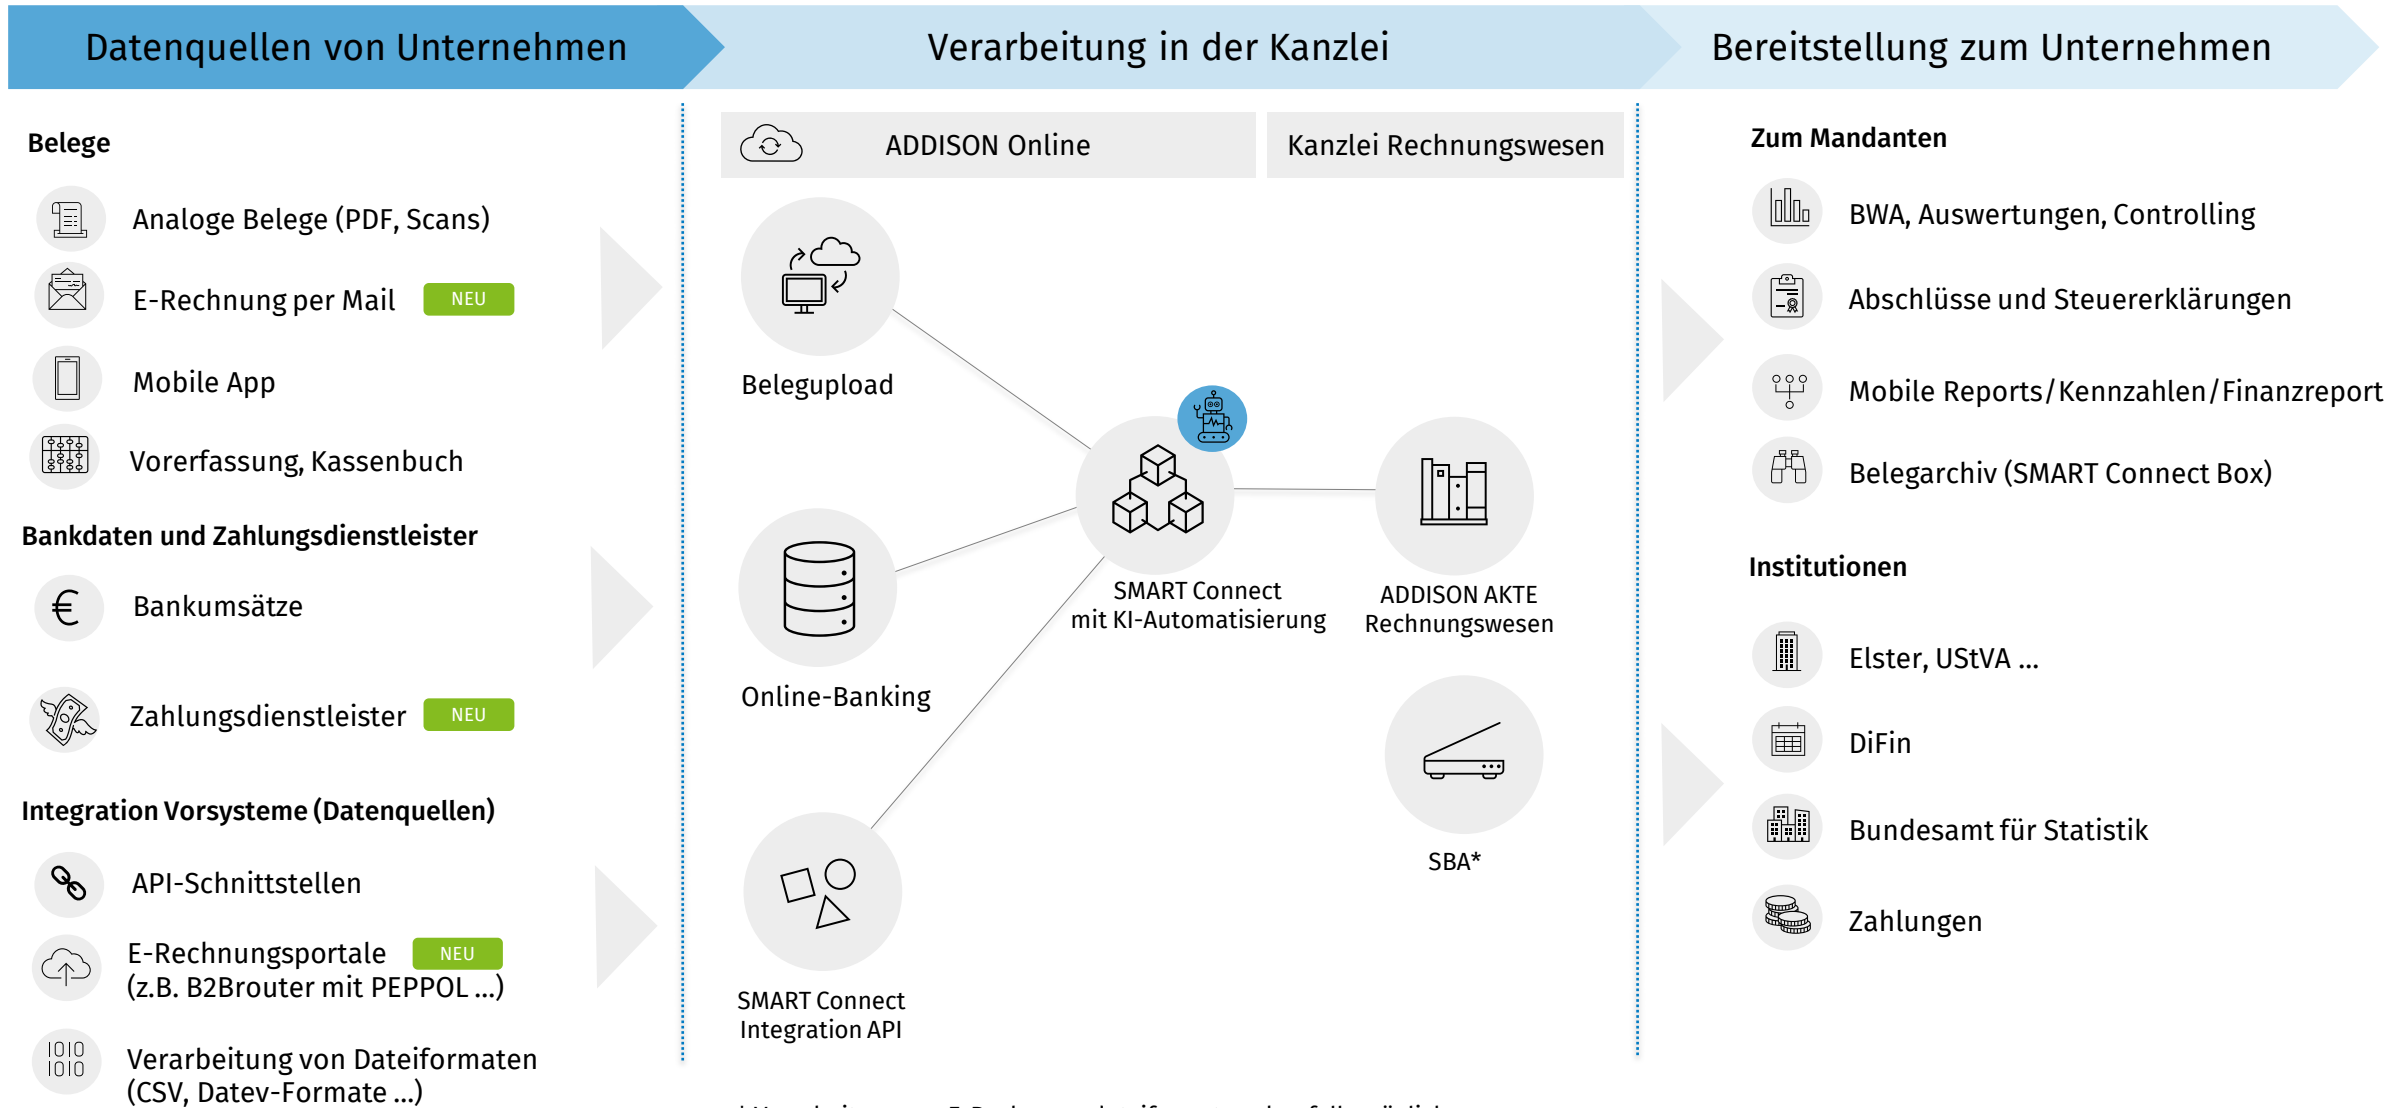 Datenquellen von Unternehmen
Verarbeitung in der Kanzlei
Bereitstellung zum Unternehmen
Belege
Analoge Belege (PDF, Scans)
E-Rechnung per Mail
NEU
Mobile App
Vorerfassung, Kassenbuch
Bankdaten und Zahlungsdienstleister
€
Bankumsätze
Zahlungsdienstleister
NEU
Integration Vorsysteme (Datenquellen)
API-Schnittstellen
E-Rechnungsportale
NEU
(z.B. B2Brouter mit PEPPOL ...)
1010
1010
Verarbeitung von Dateiformaten
(CSV, Datev-Formate ...)
ADDISON Online
Kanzlei Rechnungswesen
Belegupload
Online-Banking
SMART Connect
Integration API
SMART Connect
mit KI-Automatisierung
ADDISON AKTE
Rechnungswesen
SBA*
Zum Mandanten
BWA, Auswertungen, Controlling
Abschlüsse und Steuererklärungen
Mobile Reports/Kennzahlen/Finanzreport
Belegarchiv (SMART Connect Box)
Institutionen
Elster, UStVA ...
DiFin
Bundesamt für Statistik
Zahlungen